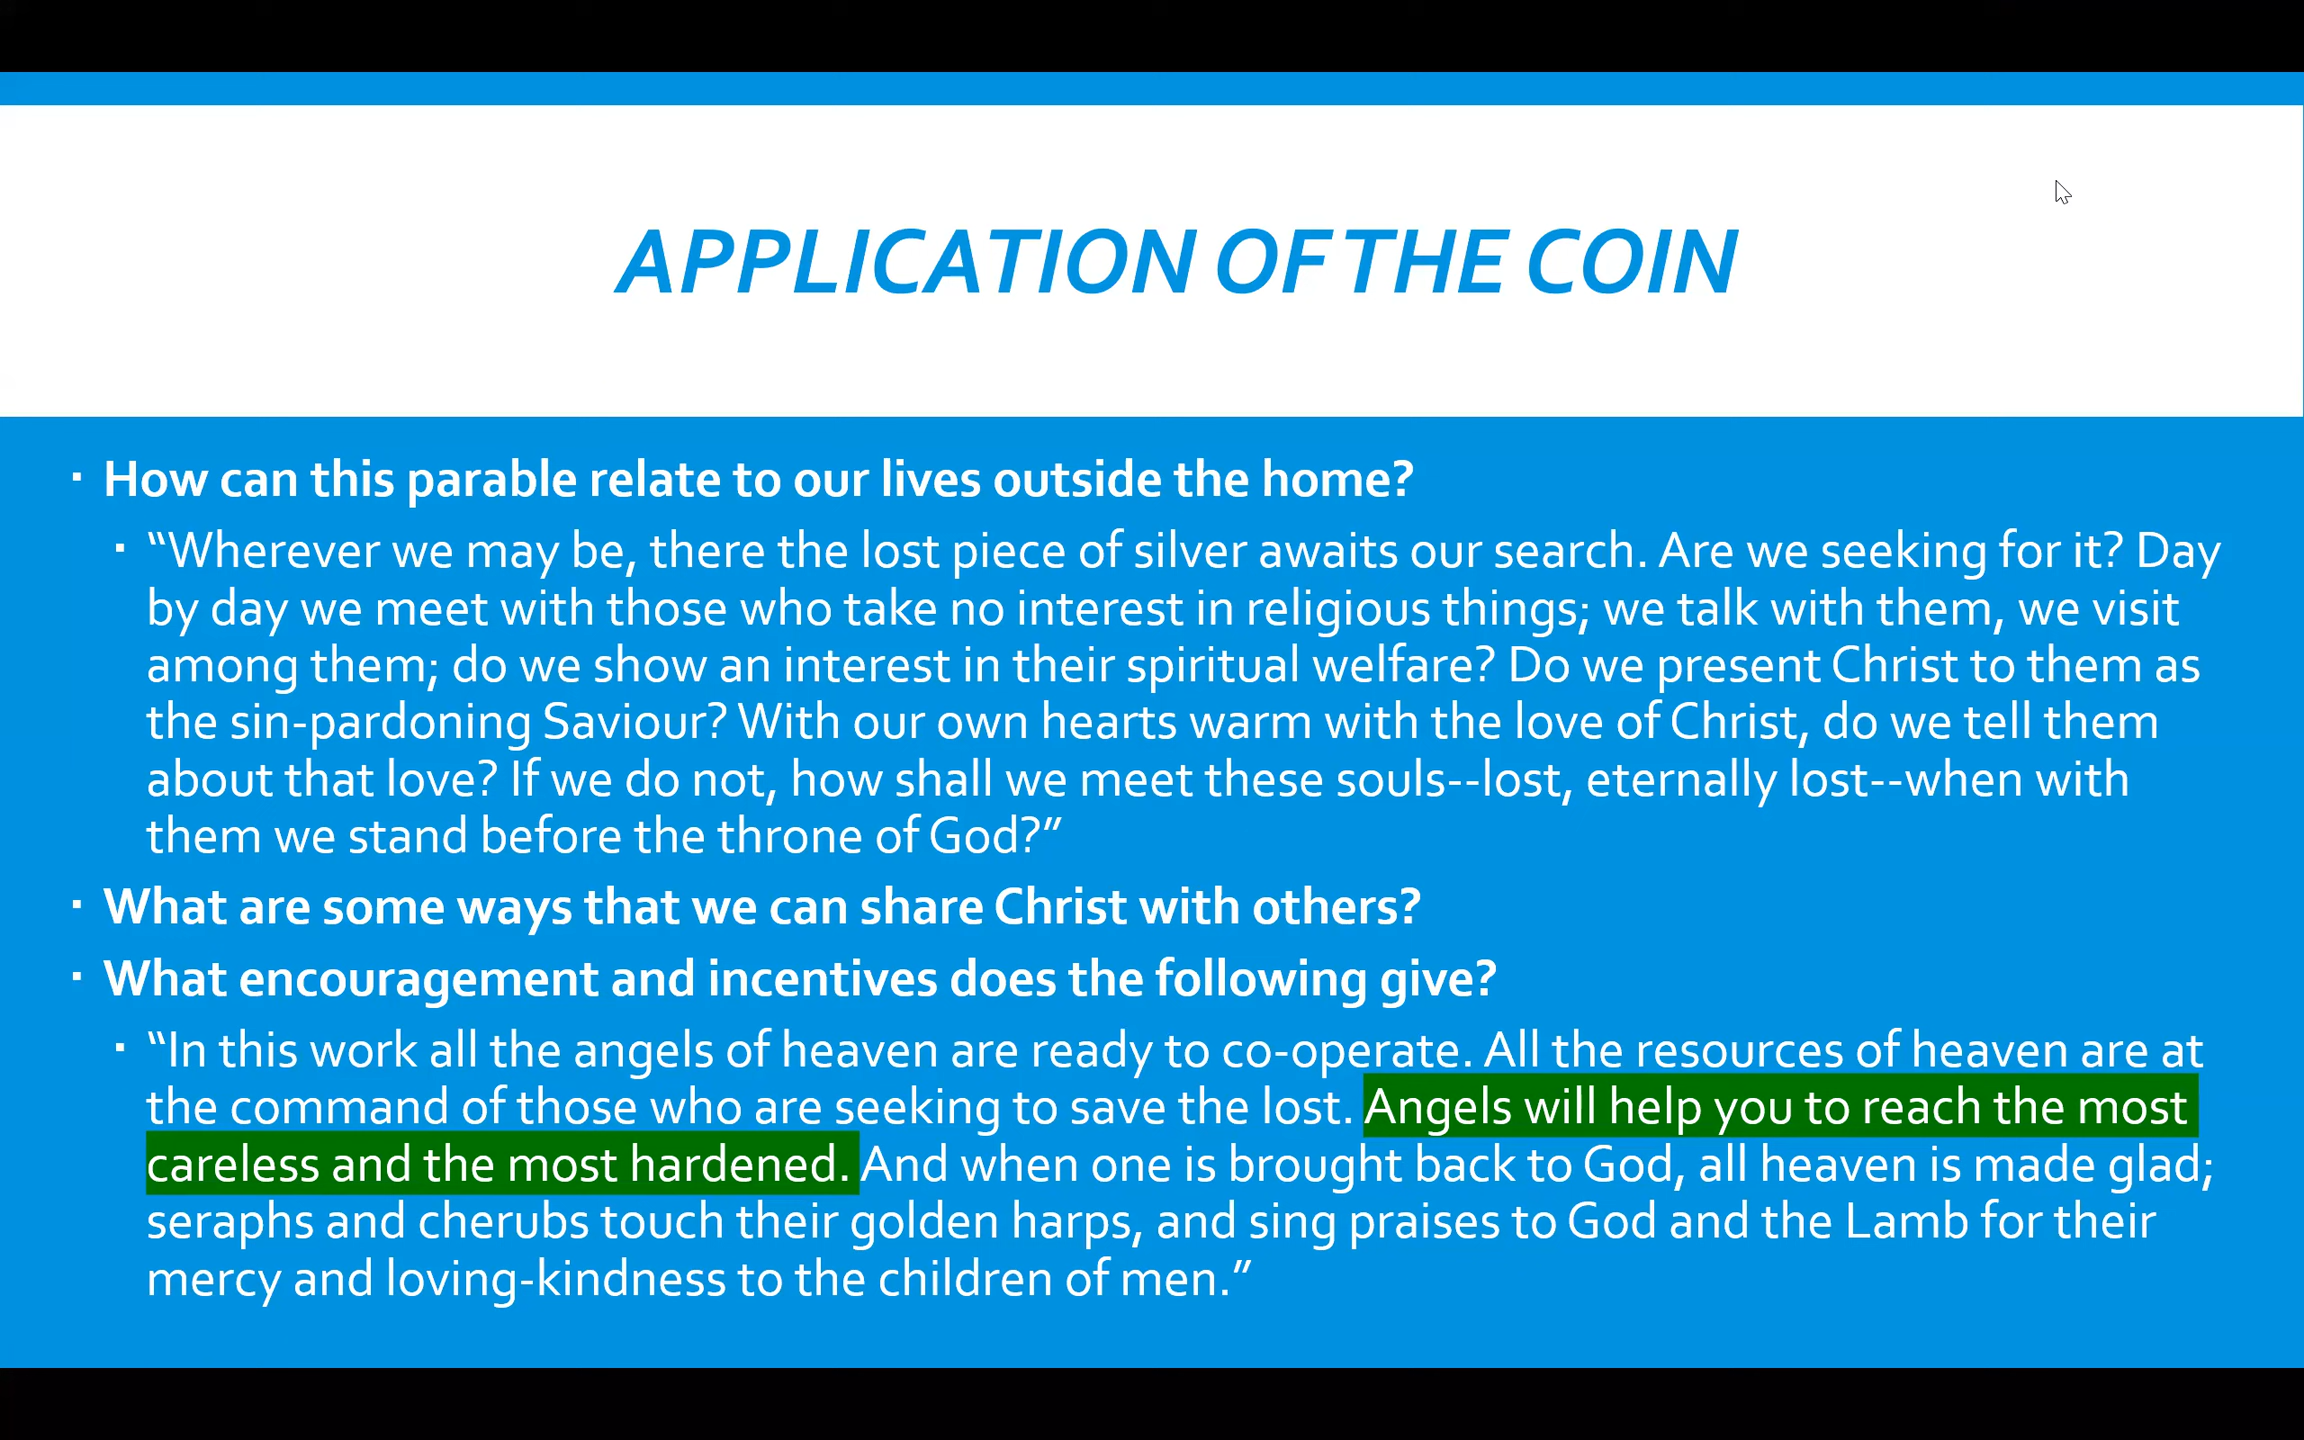 APPLICATION OF THE COIN
▪ How can this parable relate to our lives outside the home?
▪ “Wherever we may be, there the lost piece of silver awaits our search. Are we seeking for it? Day
by day we meet with those who take no interest in religious things; we talk with them, we visit
among them; do we show an interest in their spiritual welfare? Do we present Christ to them as
the sin-pardoning Saviour? With our own hearts warm with the love of Christ, do we tell them
about that love? If we do not, how shall we meet these souls--lost, eternally lost--when with
them we stand before the throne of God?”
▪ What are some ways that we can share Christ with others?
▪ What encouragement and incentives does the following give?
▪ “In this work all the angels of heaven are ready to co-operate. All the resources of heaven are at
the command of those who are seeking to save the lost. Angels will help you to reach the most
careless and the most hardened. And when one is brought back to God, all heaven is made glad;
seraphs and cherubs touch their golden harps, and sing praises to God and the Lamb for their
mercy and loving-kindness to the children of men.”